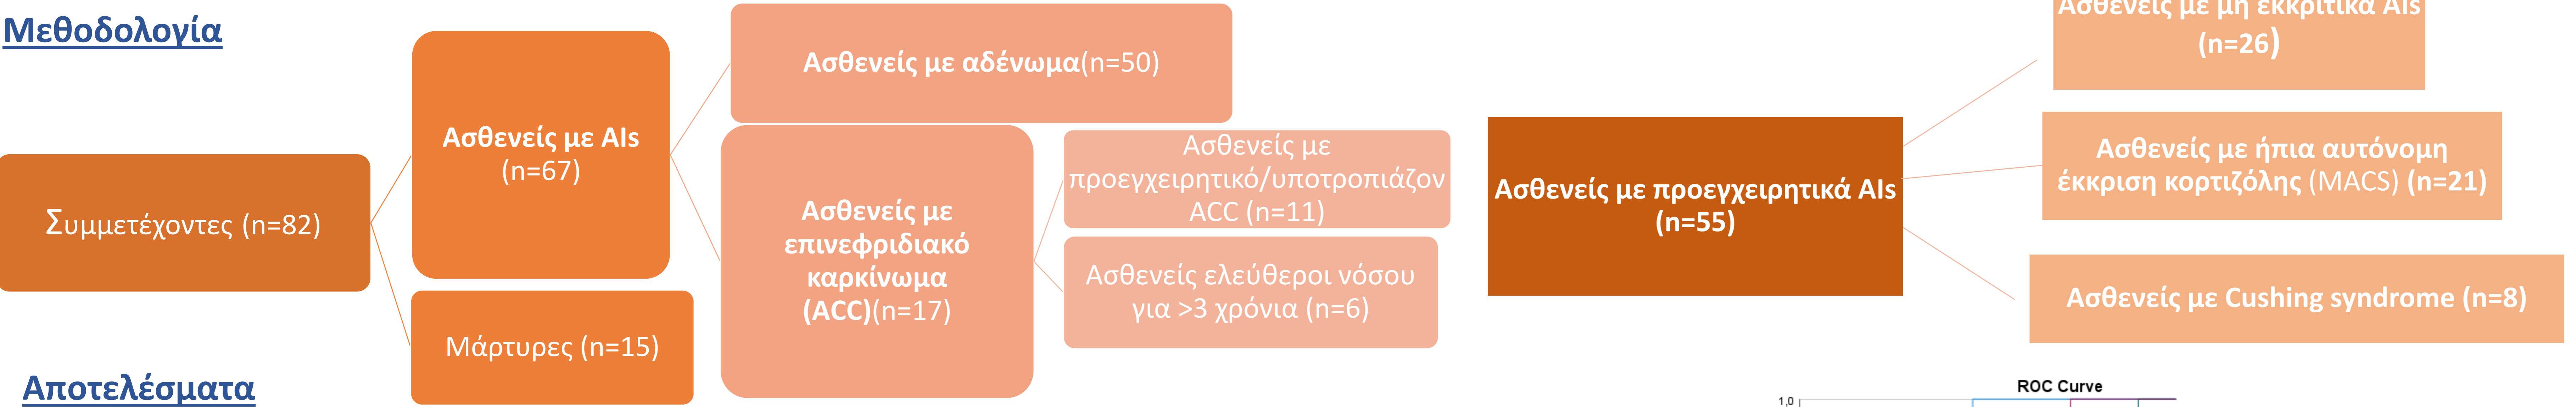 Μεθοδολογία
Συμμετέχοντες (n=82)
Ασθενείς με AIs
(n=67)
Μάρτυρες (n=15)
Ασθενείς με αδένωμα(n=50)
Ασθενείς με
επινεφριδιακό
καρκίνωμα
(ACC)(n=17)
Ασθενείς με
προεγχειρητικό/υποτροπιάζον
ACC (n=11)
Ασθενείς ελεύθεροι νόσου
για >3 χρόνια (n=6)
Ασθενείς με προεγχειρητικά AIs
(n=55)
Ασθενείς με μη εκκριτικά AIs
(n=26)
Ασθενείς με ήπια αυτόνομη
έκκριση κορτιζόλης (MACS) (n=21)
Ασθενείς με Cushing syndrome (n=8)
Αποτελέσματα
ROC Curve
1,0